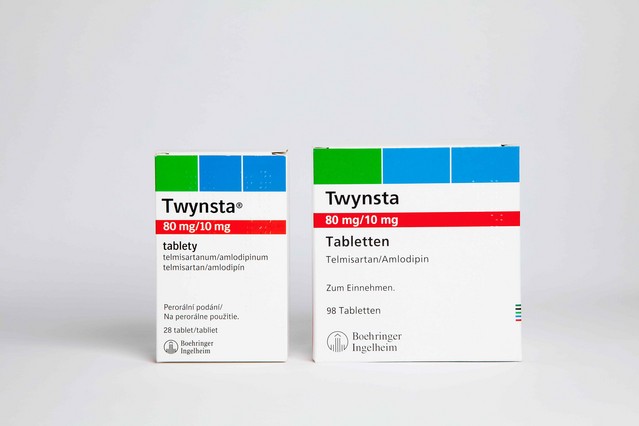 Twynsta®
80 mg/10 mg
tablety
telmisartanum/amlodipinum
telmisartan/amlodipín
Perorální podání/
Na perorálne použitie.
28 tablet/tabliet
Boehringer
Ingelheim
Twynsta
80 mg/10 mg
Tabletten
Telmisartan/Amlodipin
Zum Einnehmen.
98 Tabletten
Boehringer
Ingelheim